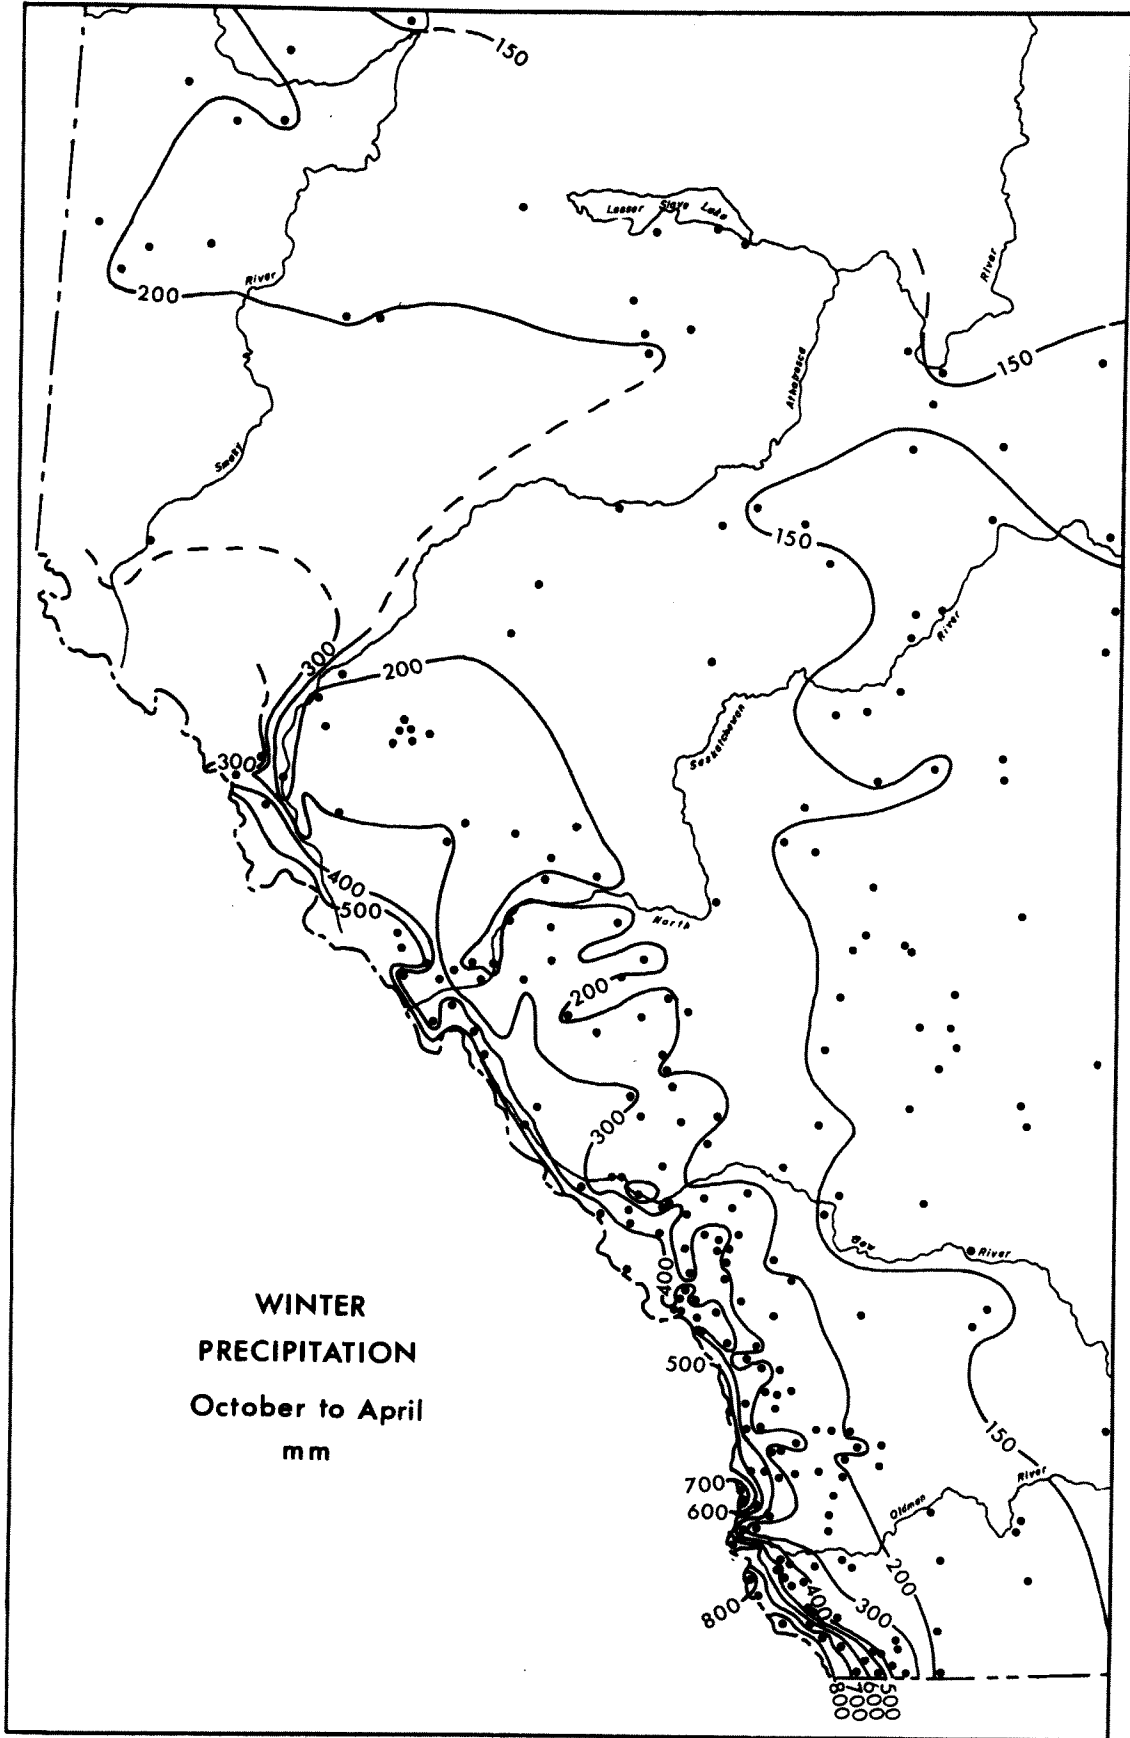 150
Lesser Slave Lake
River
River
200
150
Athabasca
Smoky
150
River
300
200
Saskatchewan
300
400
500
North
200
300
Bow
River
400
WINTER
PRECIPITATION
October to April
mm
500
150
River
700
600
Oldman
200
400
300
800
800
700
600
500